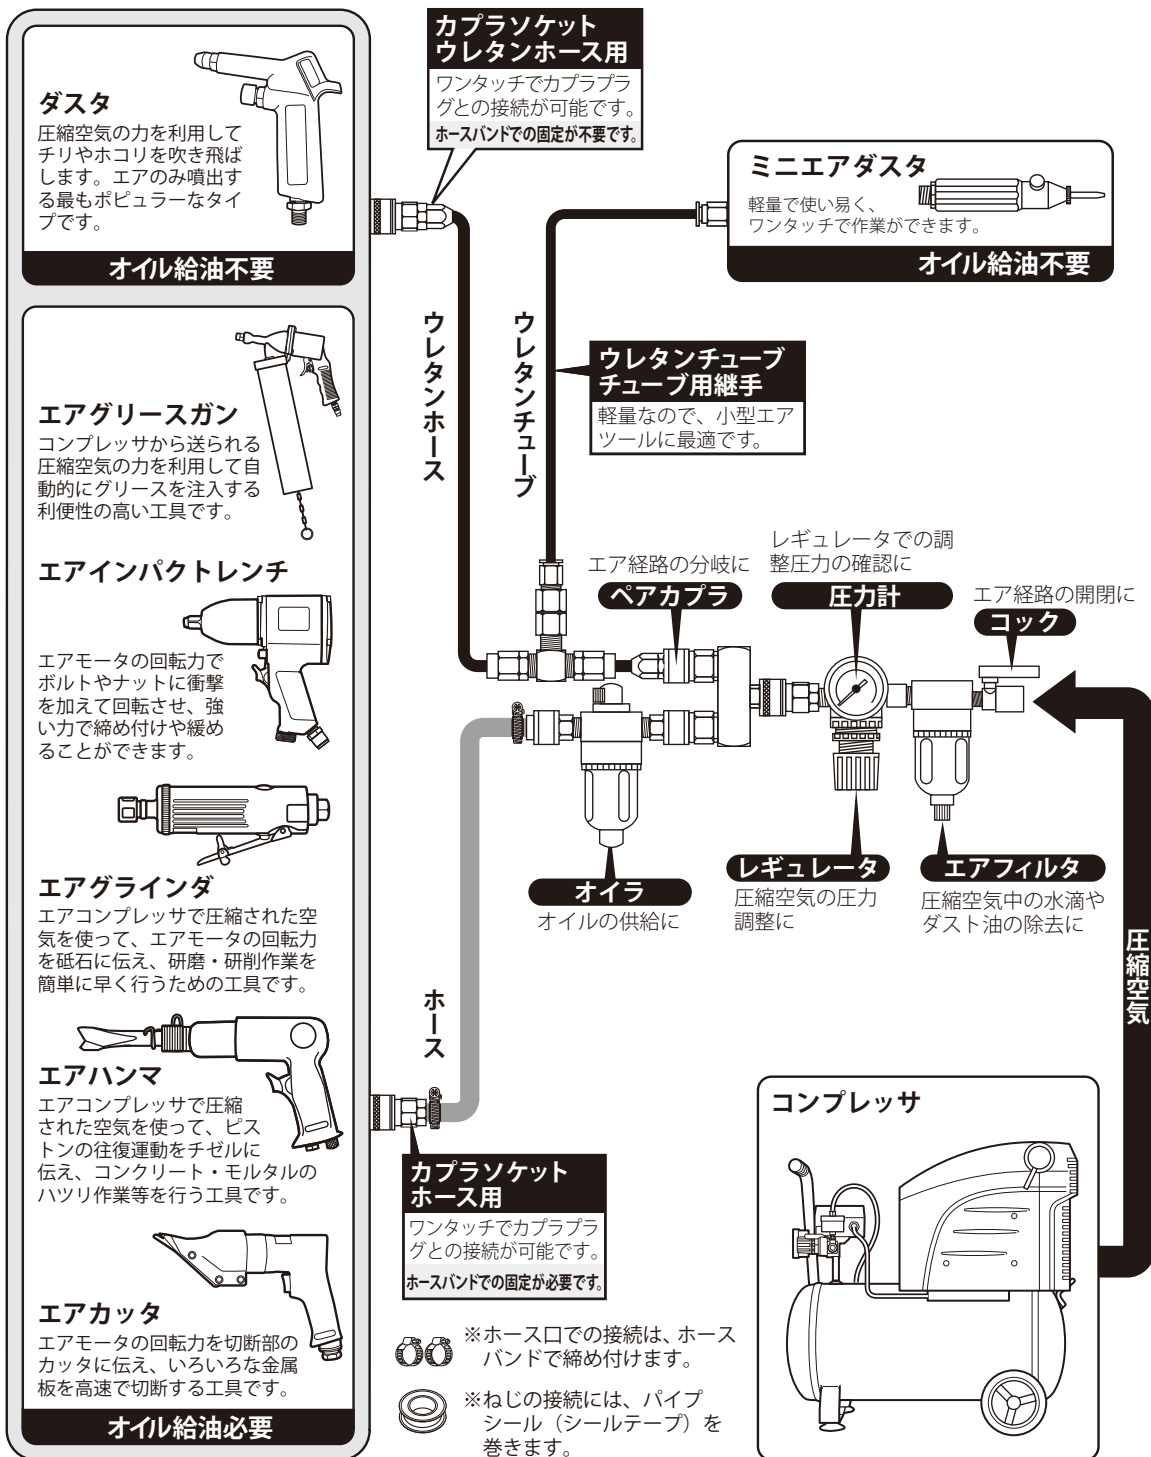 ダスタ
圧縮空気の力を利用して
チリやホコリを吹き飛ば
します。エアのみ噴出す
る最もポピュラーなタイ
プです。
オイル給油不要
エアグリースガン
コンプレッサから送られる
圧縮空気の力を利用して自
動的にグリースを注入する
利便性の高い工具です。
エアインパクトレンチ
エアモータの回転力で
ボルトやナットに衝撃
を加えて回転させ、強
い力で締め付けや緩め
ることができます。
エアグラインダ
エアコンプレッサで圧縮された空
気を使って、エアモータの回転力
を砥石に伝え、研磨・研削作業を
簡単に早く行うための工具です。
エアハンマ
エアコンプレッサで圧縮
された空気を使って、ピス
トンの往復運動をチゼルに
伝え、コンクリート・モルタルの
ハツリ作業等を行う工具です。
エアカッタ
エアモータの回転力を切断部の
カッタに伝え、いろいろな金属
板を高速で切断する工具です。
オイル給油必要
カプラソケット
ウレタンホース用
ワンタッチでカプラプラ
グとの接続が可能です。
ホースバンドでの固定が不要です。
ミニエアダスタ
軽量で使い易く、
ワンタッチで作業ができます。
オイル給油不要
ウレタンホース
ウレタンチューブ
ウレタンチューブ
チューブ用継手
軽量なので、小型エア
ツールに最適です。
エア経路の分岐に
ペアカプラ
レギュレータでの調
整圧力の確認に
圧力計
エア経路の開閉に
コック
オイラ
オイルの供給に
レギュレータ
圧縮空気の圧力
調整に
エアフィルタ
圧縮空気中の水滴や
ダスト油の除去に
圧縮空気
ホース
カプラソケット
ホース用
ワンタッチでカプラプラ
グとの接続が可能です。
ホースバンドでの固定が必要です。
※ホース口での接続は、ホース
バンドで締め付けます。
※ねじの接続には、パイプ
シール（シールテープ）を
巻きます。
コンプレッサ